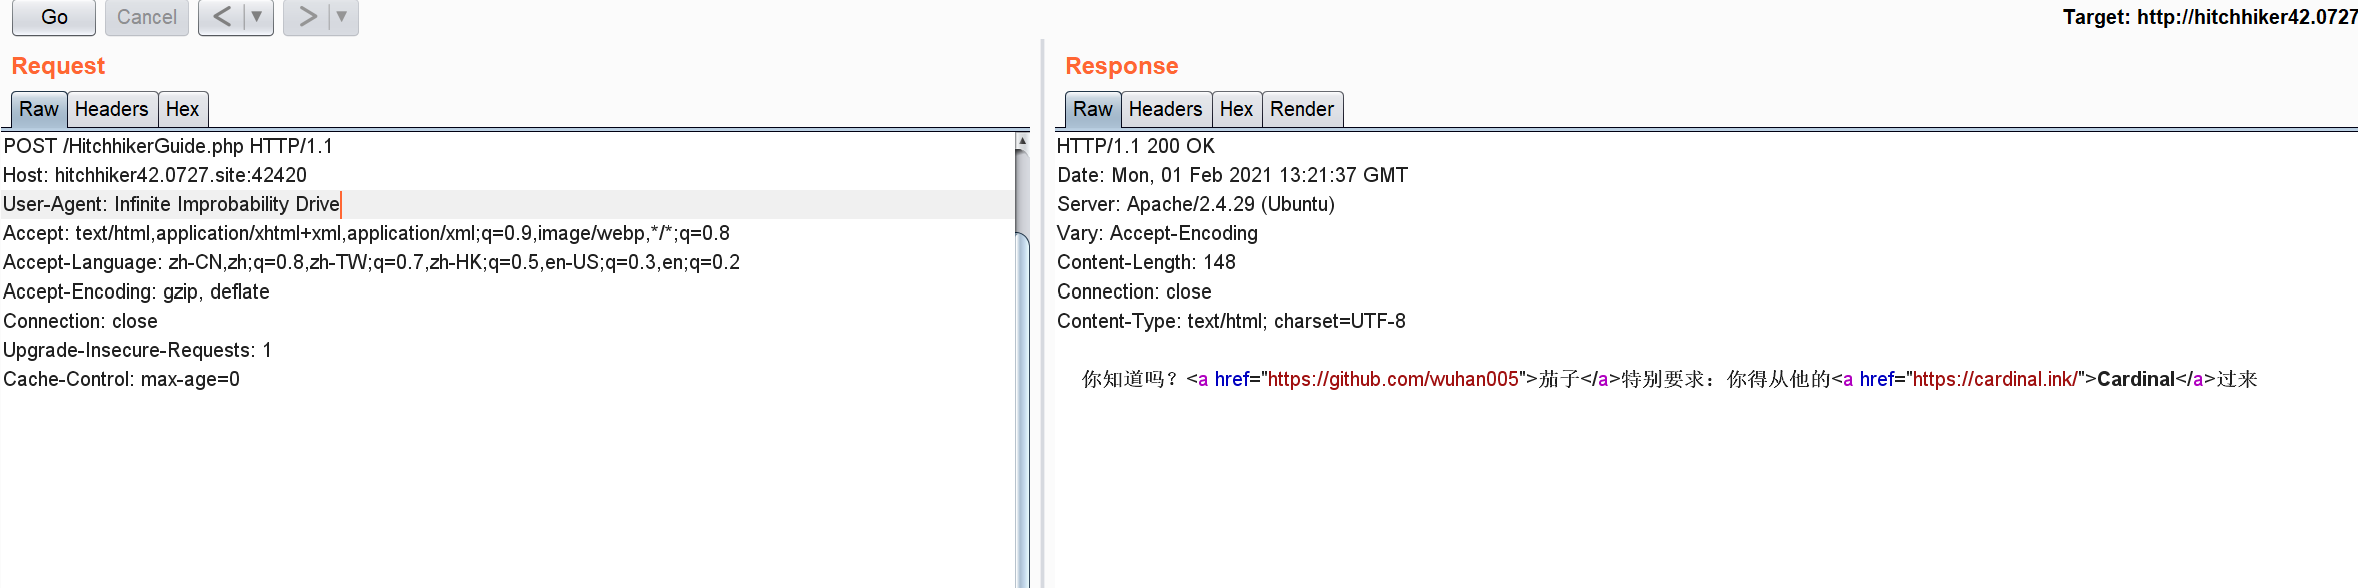 Go Cancel < ▼ > ▼ Target: http://hitchhiker42.0727
Request
Raw Headers Hex
POST /HitchhikerGuide.php HTTP/1.1
Host: hitchhiker42.0727.site:42420
User-Agent: Infinite Improbability Drive
Accept: text/html,application/xhtml+xml,application/xml;q=0.9,image/webp,*/*;q=0.8
Accept-Language: zh-CN,zh;q=0.8,zh-TW;q=0.7,zh-HK;q=0.5,en-US;q=0.3,en;q=0.2
Accept-Encoding: gzip, deflate
Connection: close
Upgrade-Insecure-Requests: 1
Cache-Control: max-age=0
Response
Raw Headers Hex Render
HTTP/1.1 200 OK
Date: Mon, 01 Feb 2021 13:21:37 GMT
Server: Apache/2.4.29 (Ubuntu)
Vary: Accept-Encoding
Content-Length: 148
Connection: close
Content-Type: text/html; charset=UTF-8
你知道吗？<a href="https://github.com/wuhan005">茄子</a>特别要求：你得从他的<a href="https://cardinal.ink/">Cardinal</a>过来